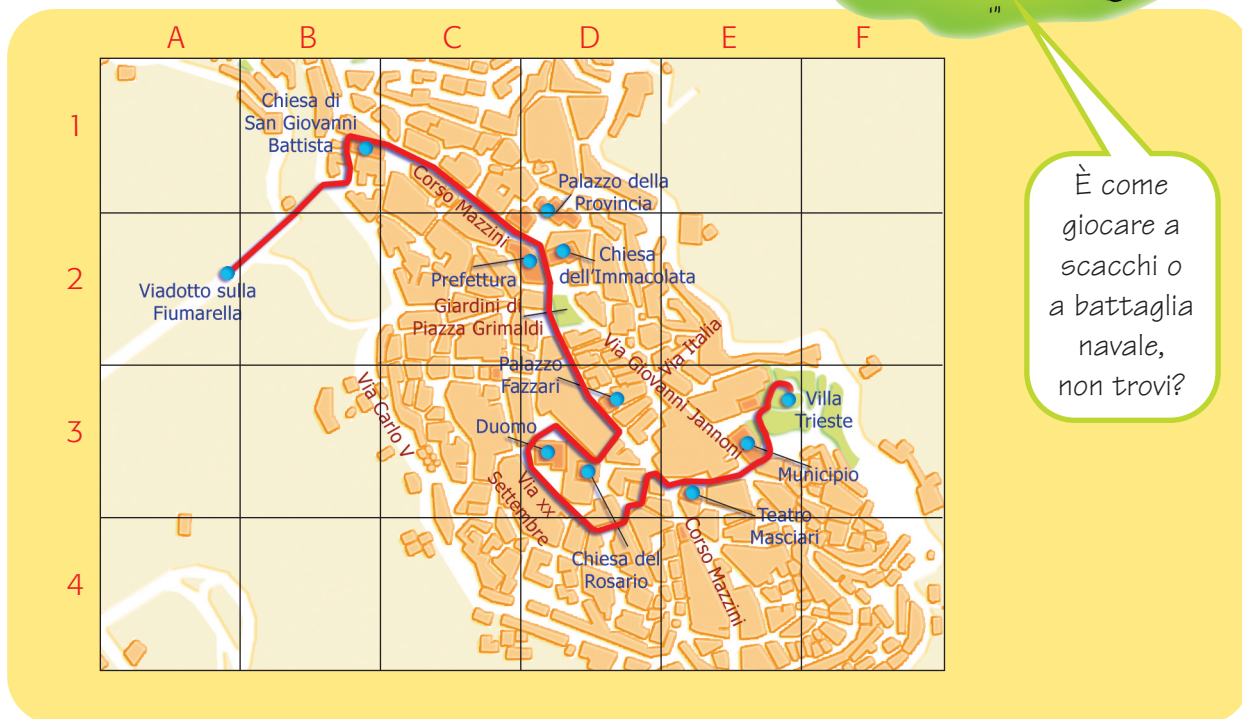 A B C D E F
1
2
3
4
Chiesa di
San Giovanni
Battista
Corso Mazzini
Palazzo della
Provincia
Viadotto sulla
Fiumarella
Prefettura
Chiesa
dell'Immacolata
Giardini di
Piazza Grimaldi
Via Italia
Via Giovanni Jannoni
Palazzo
Fazzari
Via Carlo V
Duomo
Villa
Trieste
Municipio
Via xx
Settembre
Teatro
Masciari
Chiesa del
Rosario
Corso Mazzini
È come
giocare a
scacchi o
a battaglia
navale,
non trovi?